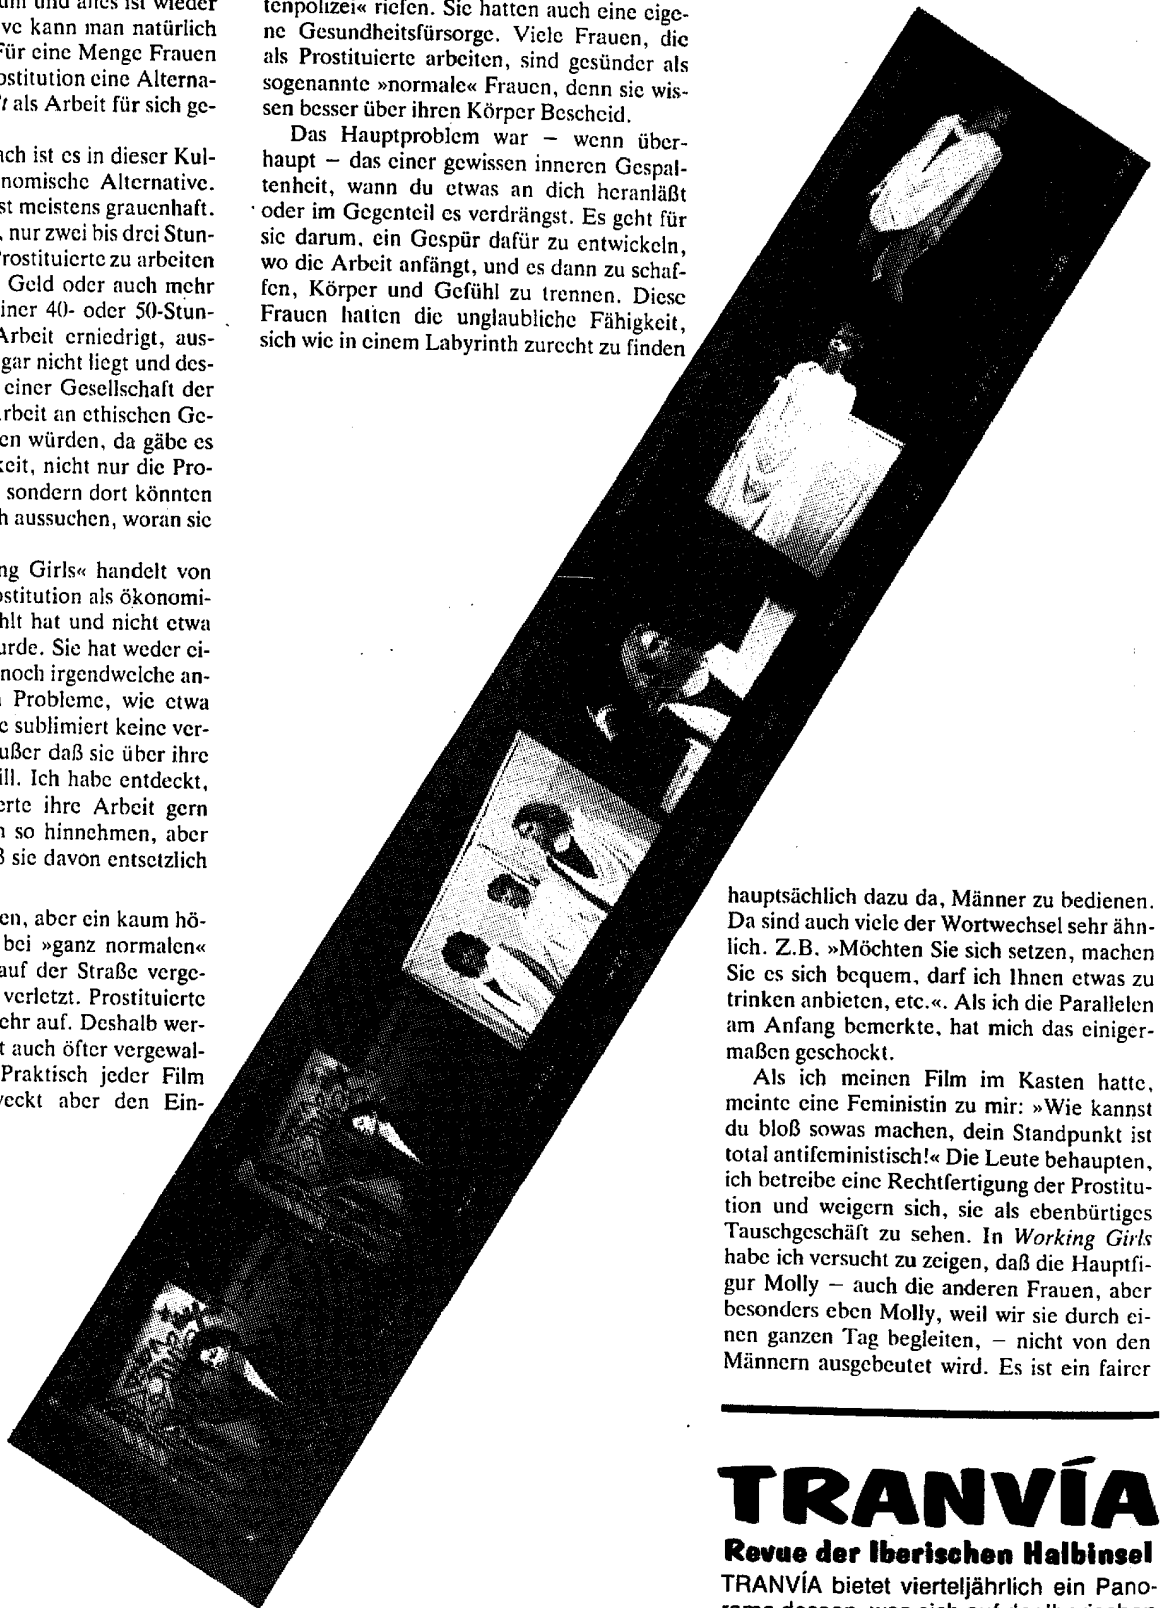 und alles ist wieder
ve kann man natürlich
Für eine Menge Frauen
ostitution eine Alterna-
als Arbeit für sich ge-
ach ist es in dieser Kul-
nomische Alternative.
st meistens grauenhaft.
, nur zwei bis drei Stun-
Prostituierte zu arbeiten
Geld oder auch mehr
iner 40- oder 50-Stun-
Arbeit erniedrigt, aus-
gar nicht liegt und des-
einer Gesellschaft der
rbeit an ethischen Ge-
en würden, da gäbe es
keit, nicht nur die Pro-
sondern dort könnten
h aussuchen, woran sie
ng Girls« handelt von
ostitution als ökonomi-
hlt hat und nicht etwa
urde. Sie hat weder ei-
noch irgendwelche an-
Probleme, wie etwa
e sublimiert keine ver-
ußer daß sie über ihre
ill. Ich habe entdeckt,
erte ihre Arbeit gern
n so hinnehmen, aber
ß sie davon entsetzlich
en, aber ein kaum hö-
bei »ganz normalen«
auf der Straße verge-
verletzt. Prostituierte
ehr auf. Deshalb wer-
t auch öfter vergewal-
Praktisch jeder Film
weckt aber den Ein-
tenpolizei« riefen. Sie hatten auch eine eige-
ne Gesundheitsfürsorge. Viele Frauen, die
als Prostituierte arbeiten, sind gesünder als
sogenannte »normale« Frauen, denn sie wis-
sen besser über ihren Körper Bescheid.
Das Hauptproblem war – wenn über-
haupt – das einer gewissen inneren Gespal-
tenheit, wann du etwas an dich heranläßt
oder im Gegenteil es verdrängst. Es geht für
sie darum, ein Gespür dafür zu entwickeln,
wo die Arbeit anfängt, und es dann zu schaf-
fen, Körper und Gefühl zu trennen. Diese
Frauen hatten die unglaubliche Fähigkeit,
sich wie in einem Labyrinth zurecht zu finden
hauptsächlich dazu da, Männer zu bedienen.
Da sind auch viele der Wortwechsel sehr ähn-
lich. Z.B. »Möchten Sie sich setzen, machen
Sie es sich bequem, darf ich Ihnen etwas zu
trinken anbieten, etc.«. Als ich die Parallelen
am Anfang bemerkte, hat mich das einiger-
maßen geschockt.
Als ich meinen Film im Kasten hatte,
meinte eine Feministin zu mir: »Wie kannst
du bloß sowas machen, dein Standpunkt ist
total antifeministisch!« Die Leute behaupten,
ich betreibe eine Rechtfertigung der Prostitu-
tion und weigern sich, sie als ebenbürtiges
Tauschgeschäft zu sehen. In Working Girls
habe ich versucht zu zeigen, daß die Hauptfi-
gur Molly – auch die anderen Frauen, aber
besonders eben Molly, weil wir sie durch ei-
nen ganzen Tag begleiten, – nicht von den
Männern ausgebeutet wird. Es ist ein fairer
TRANVÍA
Revue der Iberischen Halbinsel
TRANVÍA bietet vierteljährlich ein Pano-